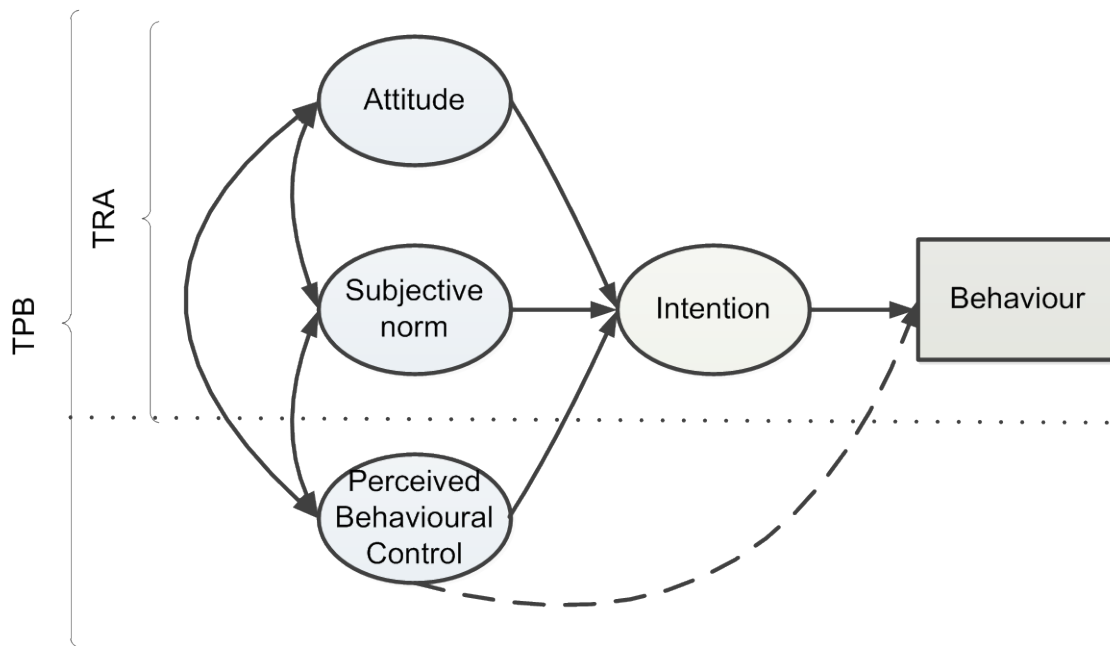 TPB
TRA
Attitude
Subjective
norm
Intention
Behaviour
Perceived
Behavioural
Control